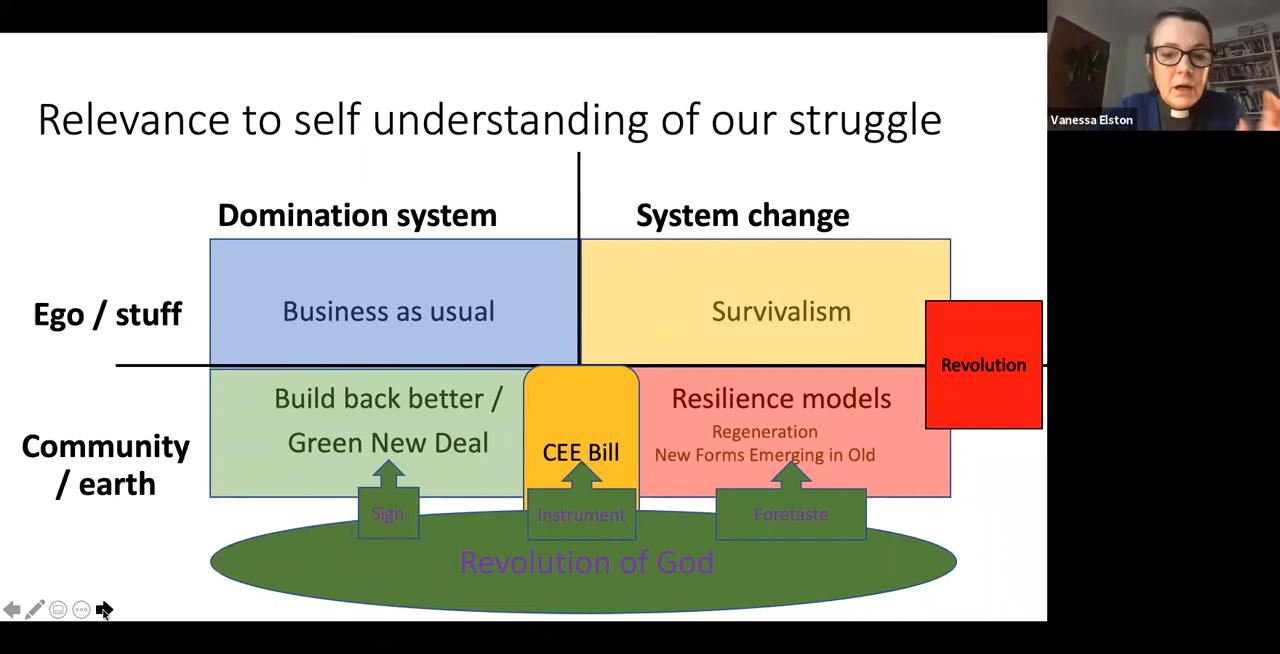 Relevance to self understanding of our struggle
Vanessa Elston
Domination system
System change
Ego / stuff
Business as usual
Survivalism
Revolution
Community
/ earth
Build back better /
Green New Deal
CEE Bill
Resilience models
Regeneration
New Forms Emerging in Old
Sign
Instrument
Foretaste
Revolution of God